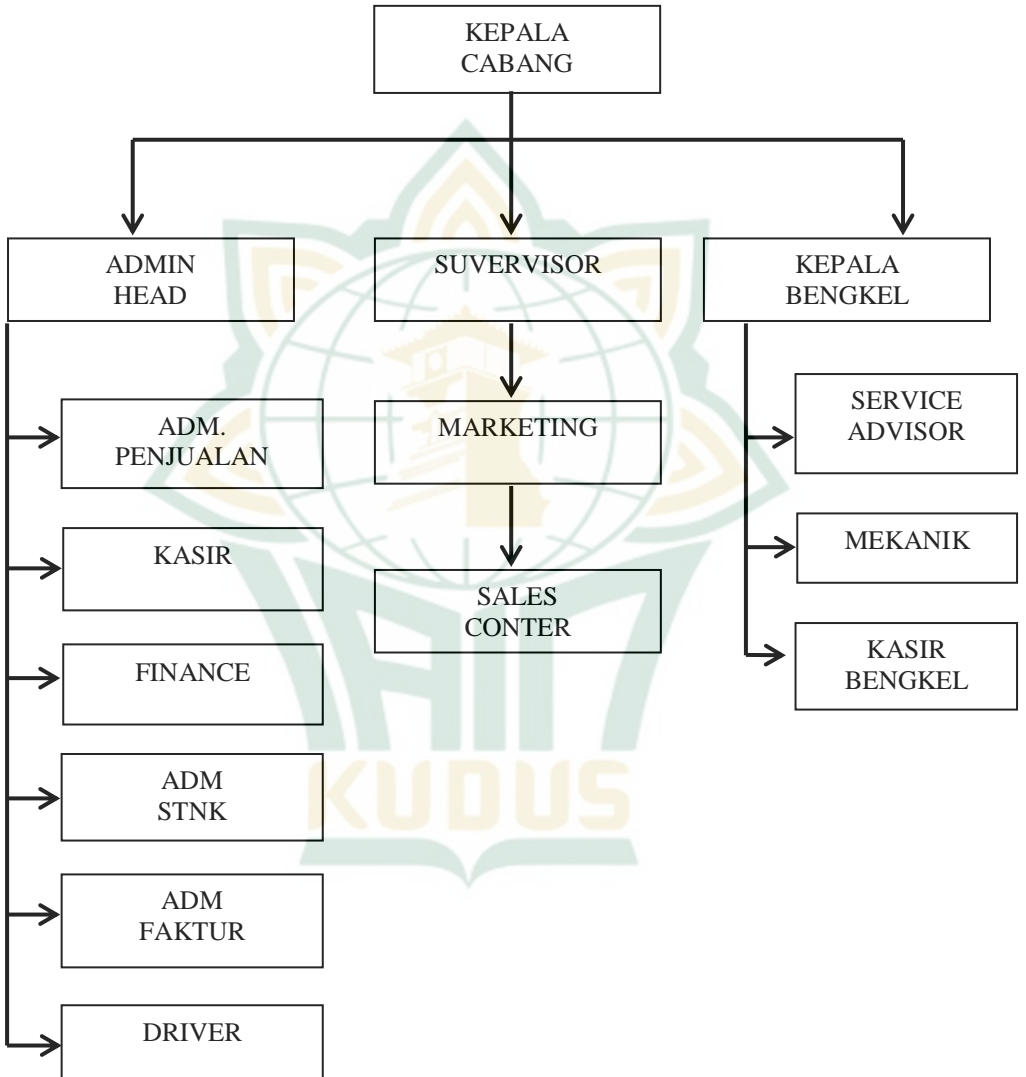 KEPALA
CABANG
ADMIN
HEAD
SUVERVISOR
KEPALA
BENGKEL
ADM.
PENJUALAN
KASIR
FINANCE
ADM
STNK
ADM
FAKTUR
DRIVER
MARKETING
SALES
CONTER
SERVICE
ADVISOR
MEKANIK
KASIR
BENGKEL
IAIN
KUDUS